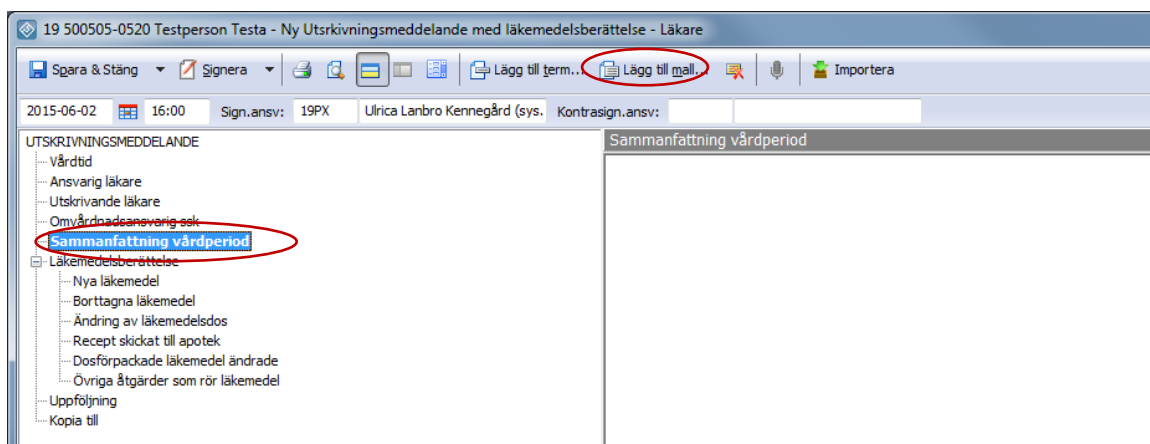 19 500505-0520 Testperson Testa - Ny Utsrkivningsmeddelande med läkemedelsberättelse - Läkare
Spara & Stäng Signera Lägg till term... Lägg till mall... Importera
2015-06-02 16:00 Sign.ansv: 19PX Ulrica Lanbro Kennegård (sys. Kontrasign.ansv:
UTSKRIVNINGSMEDDELANDE
Sammanfattning vårdperiod
Vårdtid
Ansvarig läkare
Utskrivande läkare
Omvårdnadsansvarig ssk
Sammanfattning vårdperiod
Läkemedelsberättelse
Nya läkemedel
Borttagna läkemedel
Ändring av läkemedelsdos
Recept skickat till apotek
Dosförpackade läkemedel ändrade
Övriga åtgärder som rör läkemedel
Uppföljning
Kopia till